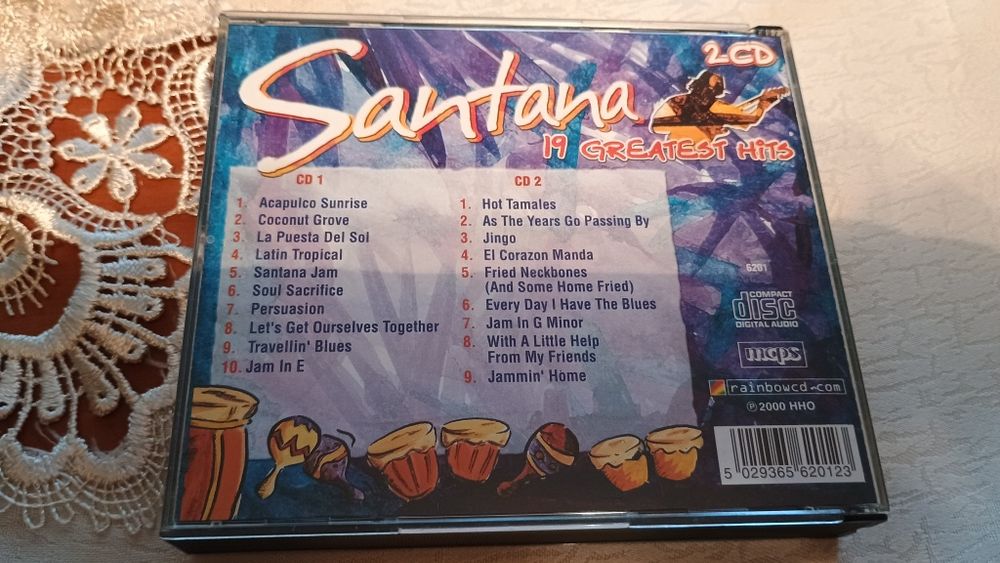 Santana
2CD
19 GREATEST HiTS
CD 1
1. Acapulco Sunrise
2. Coconut Grove
3. La Puesta Del Sol
4. Latin Tropical
5. Santana Jam
6. Soul Sacrifice
7. Persuasion
8. Let's Get Ourselves Together
9. Travellin' Blues
10. Jam In E
CD 2
1. Hot Tamales
2. As The Years Go Passing By
3. Jingo
4. El Corazon Manda
5. Fried Neckbones
(And Some Home Fried)
6. Every Day I Have The Blues
7. Jam In G Minor
8. With A Little Help
From My Friends
9. Jammin' Home
6201
COMPACT
disc
DIGITAL AUDIO
mcps
rainbowcd.com
℗ 2000 HHO
5 029365 620123